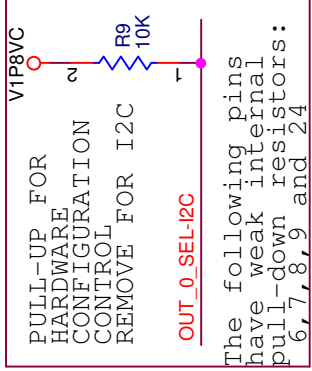 V1P8VC
2
R9
10K
1
PULL-UP FOR
HARDWARE
CONFIGURATION
CONTROL
REMOVE FOR I2C
OUT_0_SEL-I2C
The following pins
have weak internal
pull-down resistors:
6,7,8,9 and 24